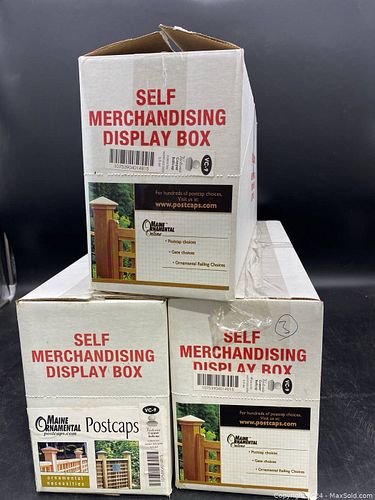 SELF
MERCHANDISING
DISPLAY BOX
VC-9
For hundreds of postcap choices,
Visit us at:
www.postcaps.com
MAINE
ORNAMENTAL
Online
• Postcap choices
• Gate choices
• Ornamental Railing Choices
SELF
MERCHANDISING
DISPLAY BOX
MAINE
ORNAMENTAL
postcaps.com
Postcaps
VC-9
ornamental
necessities
3
SELF
MERCHANDISING
DISPLAY BOX
VC-9
For hundreds of postcap choices,
Visit us at:
www.postcaps.com
MAINE
ORNAMENTAL
Online
• Postcap choices
• Gate choices
• Ornamental Railing Choices
MaxSold.com